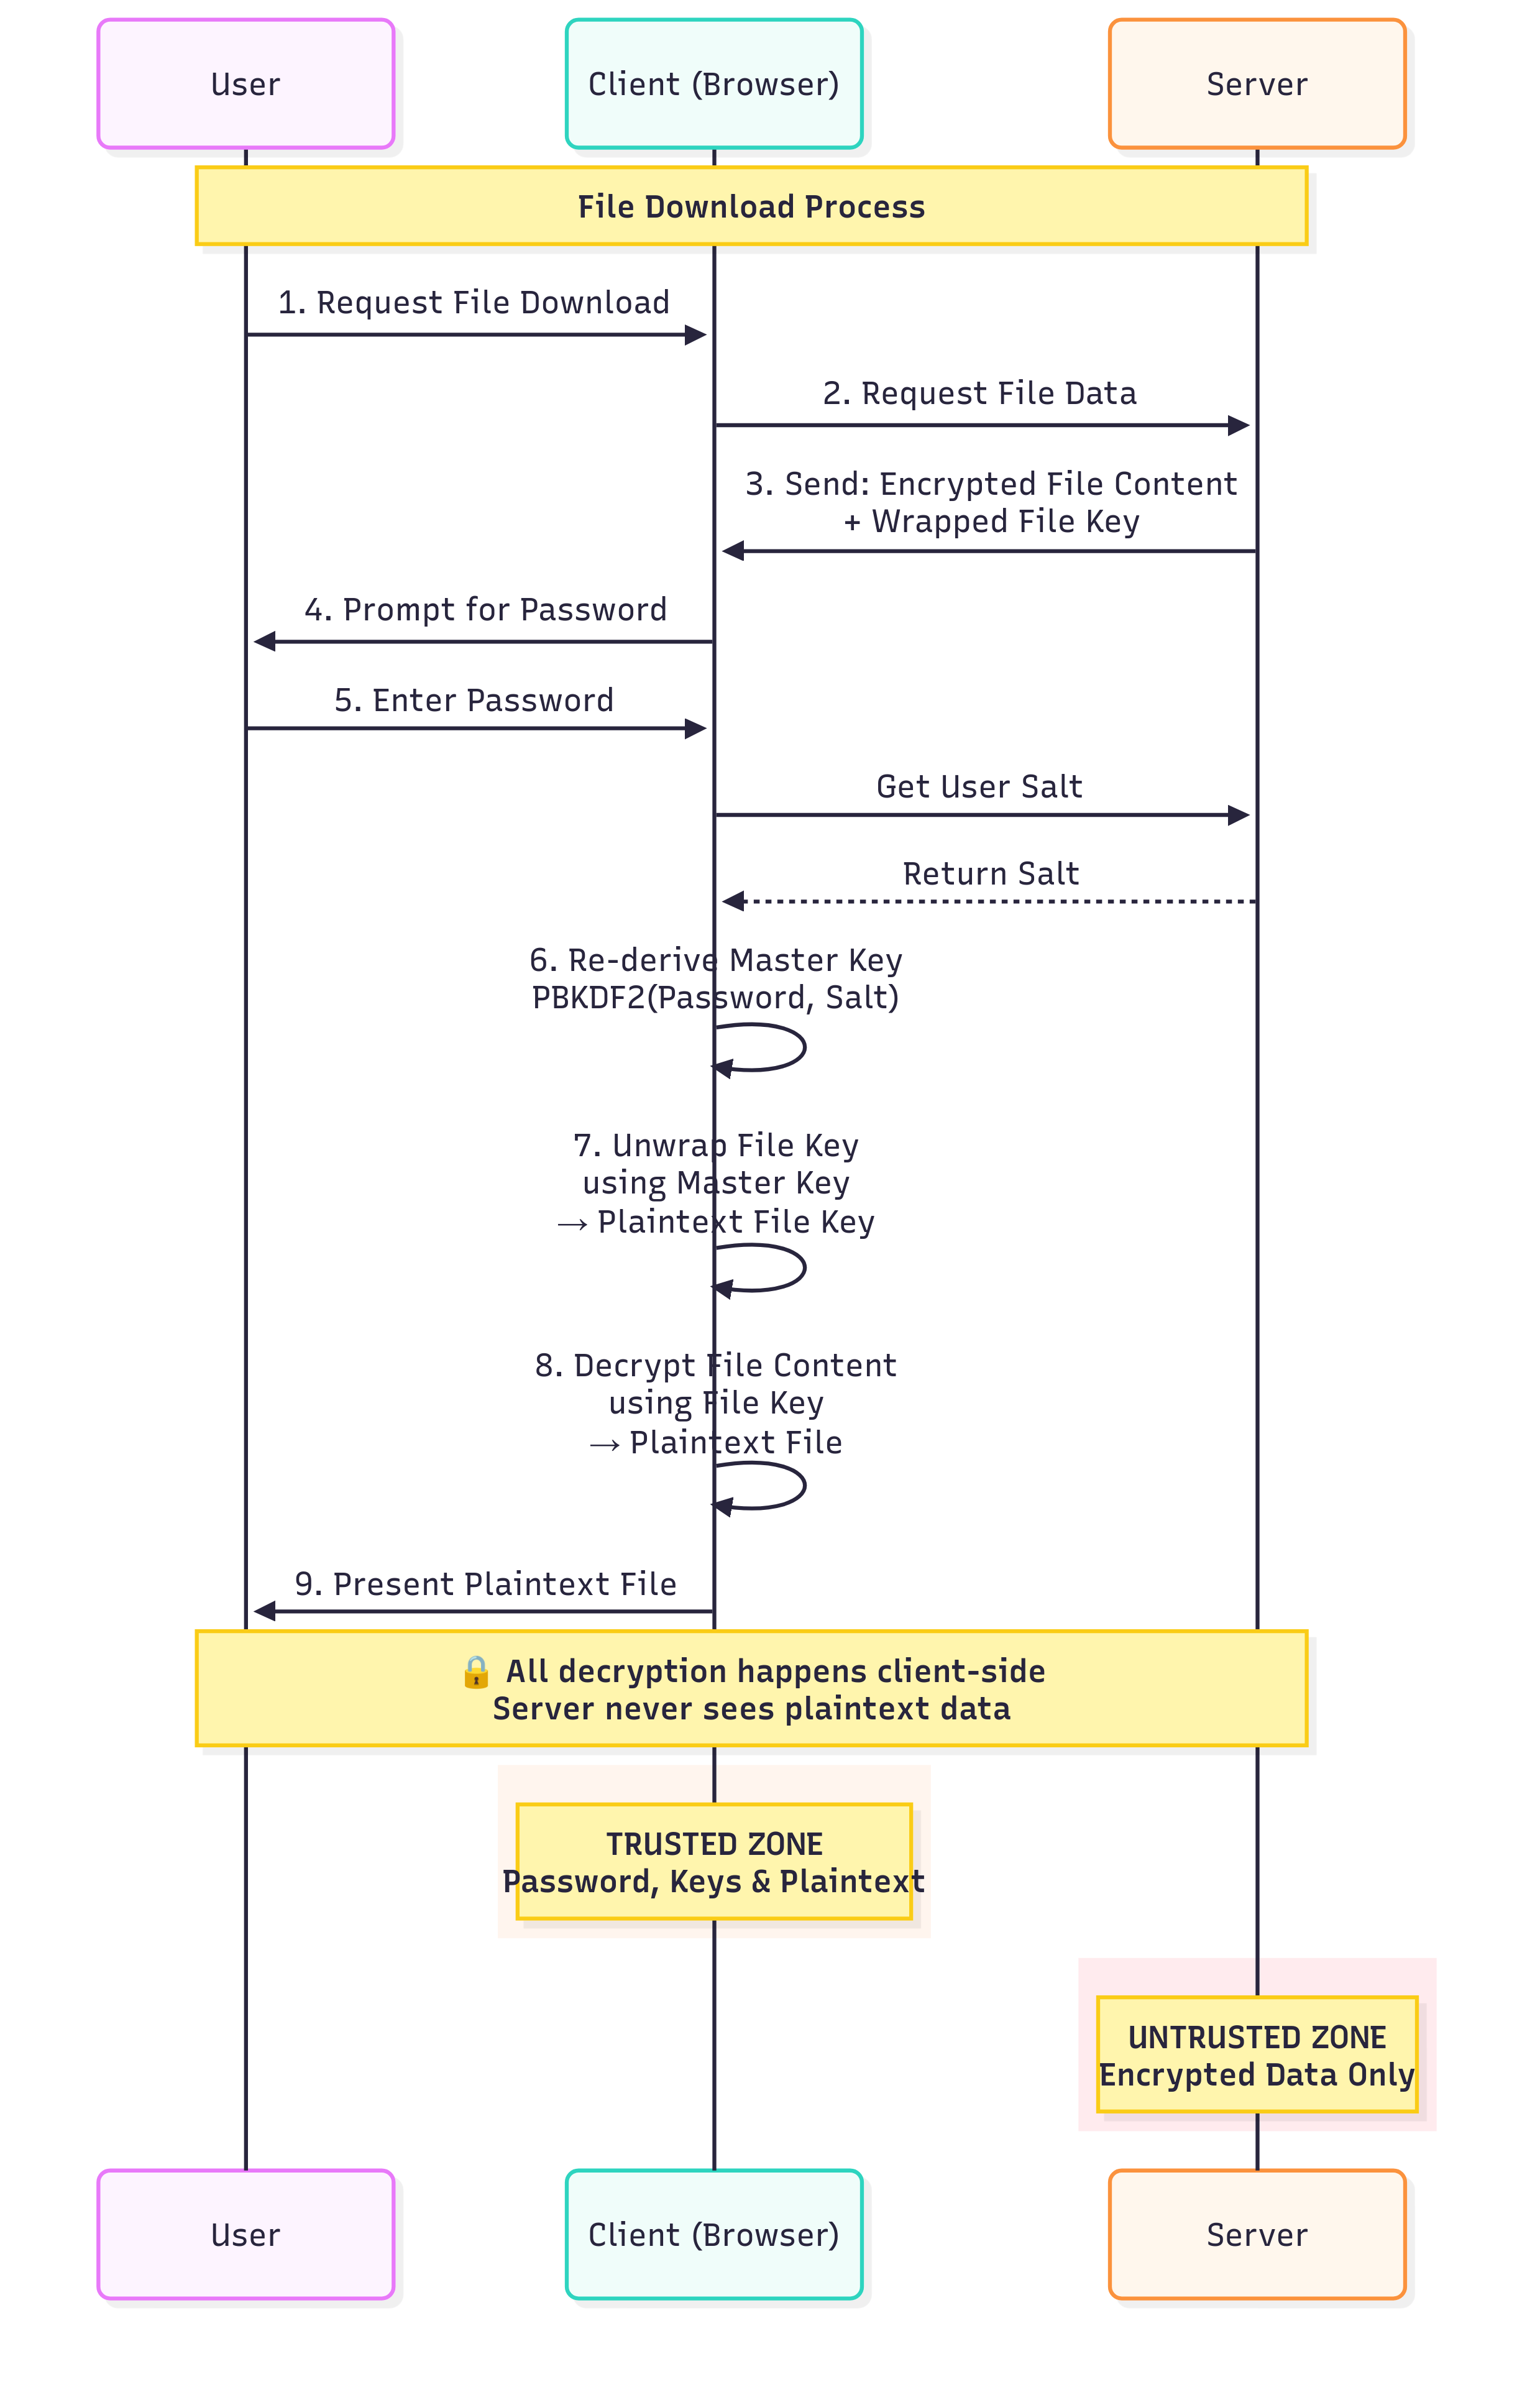 User
Client (Browser)
Server
File Download Process
1. Request File Download
2. Request File Data
3. Send: Encrypted File Content
+ Wrapped File Key
4. Prompt for Password
5. Enter Password
Get User Salt
Return Salt
6. Re-derive Master Key
PBKDF2(Password, Salt)
7. Unwrap File Key
using Master Key
→ Plaintext File Key
8. Decrypt File Content
using File Key
→ Plaintext File
9. Present Plaintext File
🔒 All decryption happens client-side
Server never sees plaintext data
TRUSTED ZONE
Password, Keys & Plaintext
UNTRUSTED ZONE
Encrypted Data Only
User
Client (Browser)
Server